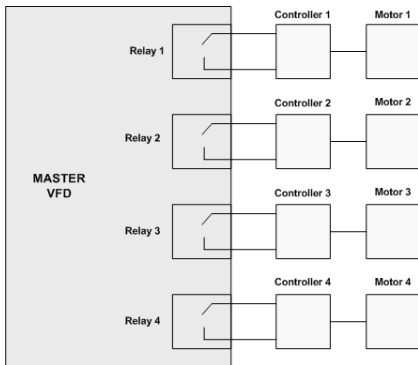 Controller 1 Motor 1
Relay 1
Controller 2 Motor 2
Relay 2
MASTER
VFD
Controller 3 Motor 3
Relay 3
Controller 4 Motor 4
Relay 4